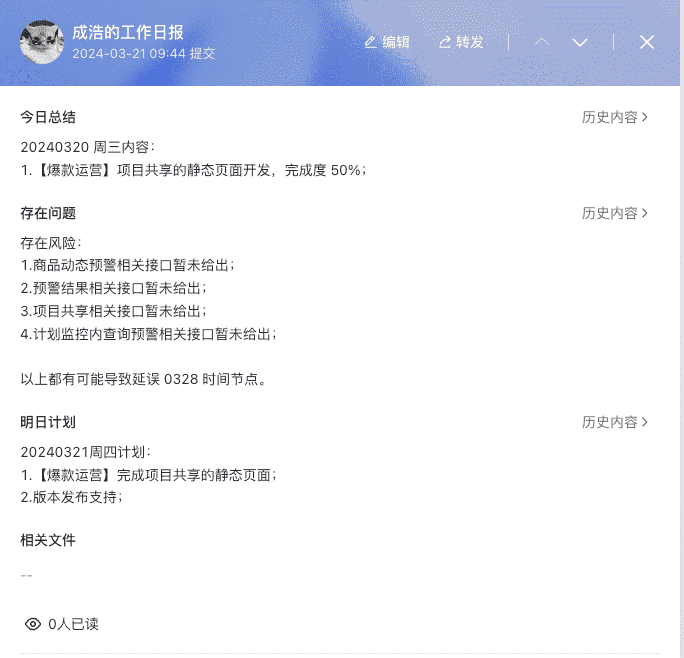 成浩的工作日报
2024-03-21 09:44 提交
编辑
转发
今日总结
历史内容
20240320 周三内容：
1.【爆款运营】项目共享的静态页面开发，完成度 50%；
存在问题
历史内容
存在风险：
1.商品动态预警相关接口暂未给出；
2.预警结果相关接口暂未给出；
3.项目共享相关接口暂未给出；
4.计划监控内查询预警相关接口暂未给出；
以上都有可能导致延误 0328 时间节点。
明日计划
历史内容
20240321周四计划：
1.【爆款运营】完成项目共享的静态页面；
2.版本发布支持；
相关文件
--
0人已读